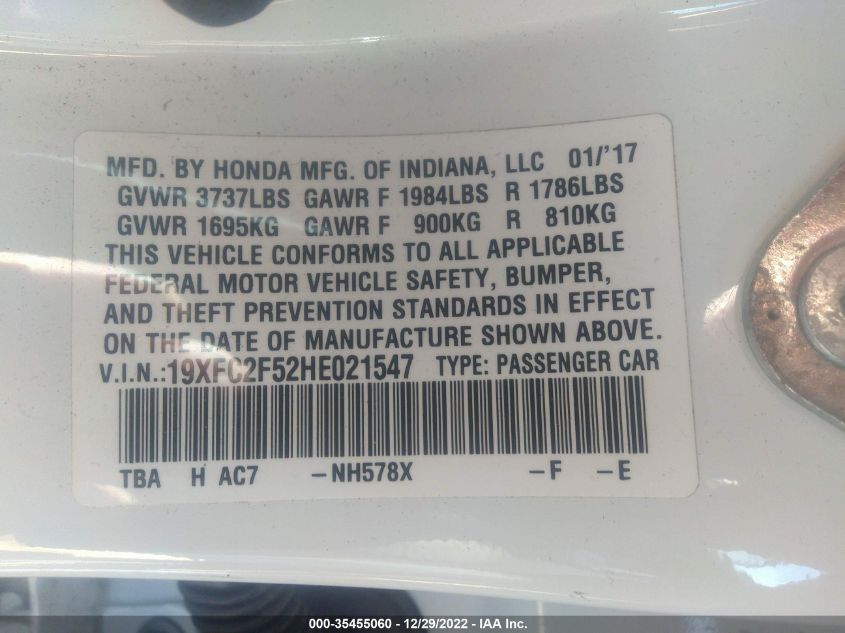 MFD. BY HONDA MFG. OF INDIANA, LLC 01/'17
GVWR 3737LBS GAWR F 1984LBS R 1786LBS
GVWR 1695KG GAWR F 900KG R 810KG
THIS VEHICLE CONFORMS TO ALL APPLICABLE
FEDERAL MOTOR VEHICLE SAFETY, BUMPER,
AND THEFT PREVENTION STANDARDS IN EFFECT
ON THE DATE OF MANUFACTURE SHOWN ABOVE.
V.I.N.:19XFC2F52HE021547 TYPE: PASSENGER CAR
TBA H AC7 –NH578X –F –E
000-35455060 - 12/29/2022 - IAA Inc.